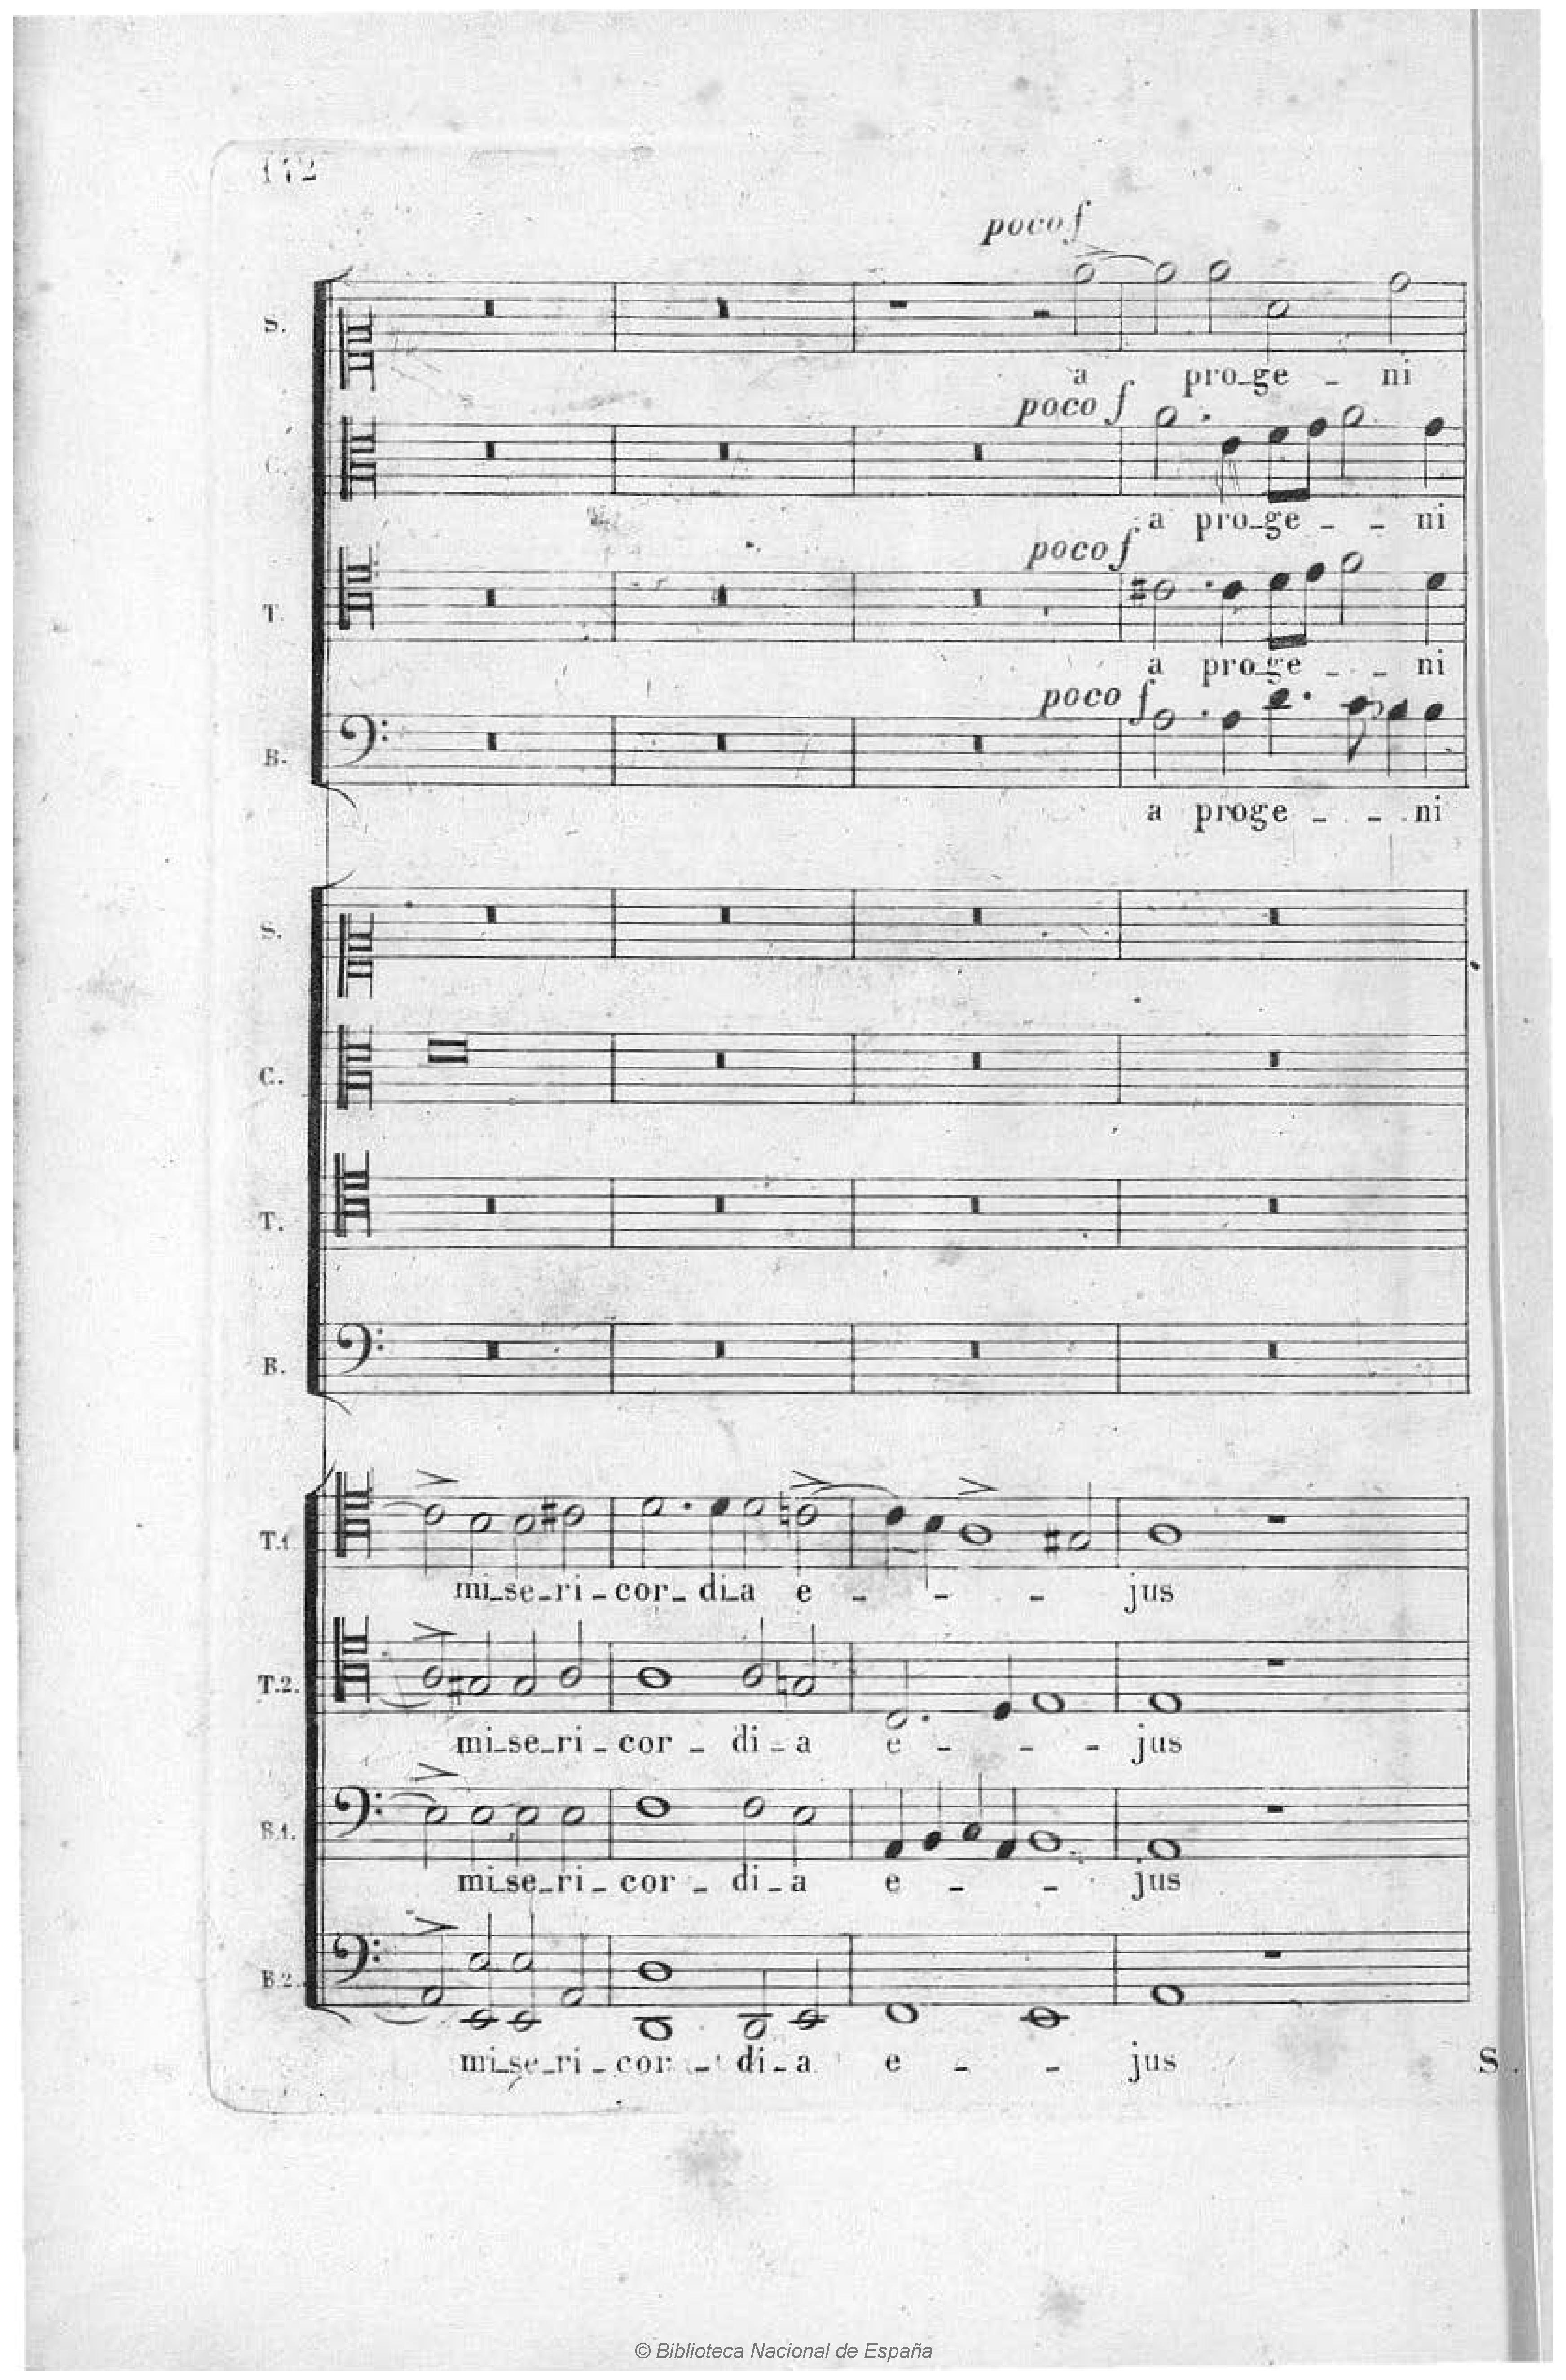 172
poco f
S.
a pro_ge - ni
poco f
C.
a pro_ge - - ni
poco f
T.
a pro_ge - - ni
poco f
B.
a proge - - ni
S.
C.
T.
B.
T.1
mi_se_ri - cor - di_a e - - - jus
T.2.
mi_se_ri - cor - di - a e - - - jus
B.1.
mi_se_ri - cor - di - a e - - jus
B.2.
mi_se_ri - cor - di - a e - - jus
S.
© Biblioteca Nacional de España